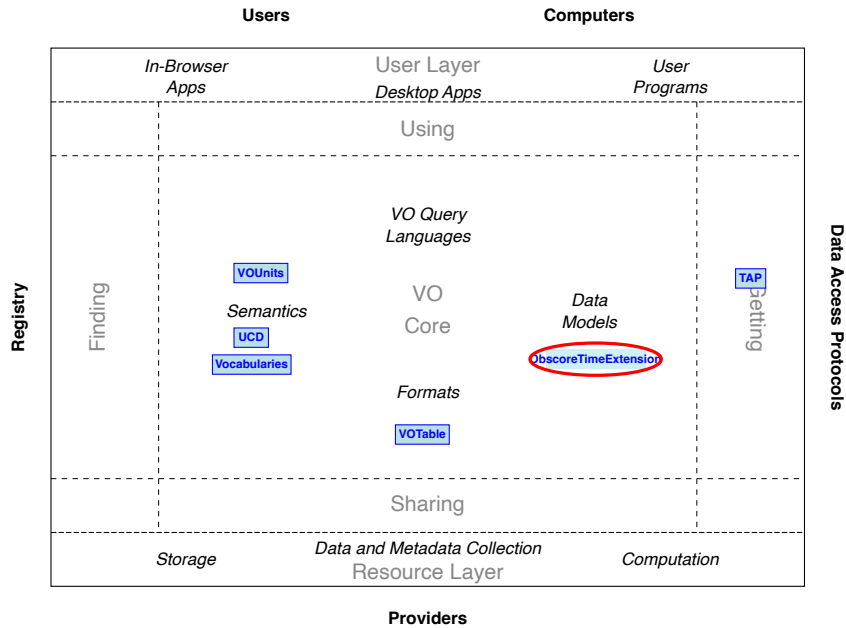 Users
Computers
In-Browser
Apps
User Layer
Desktop Apps
User
Programs
Using
VO Query
Languages
Registry
Finding
VOUnits
Semantics
UCD
Vocabularies
VO
Core
Data
Models
ObscoreTimeExtension
TAP
Getting
Data Access Protocols
Formats
VOTable
Sharing
Storage
Data and Metadata Collection
Resource Layer
Computation
Providers